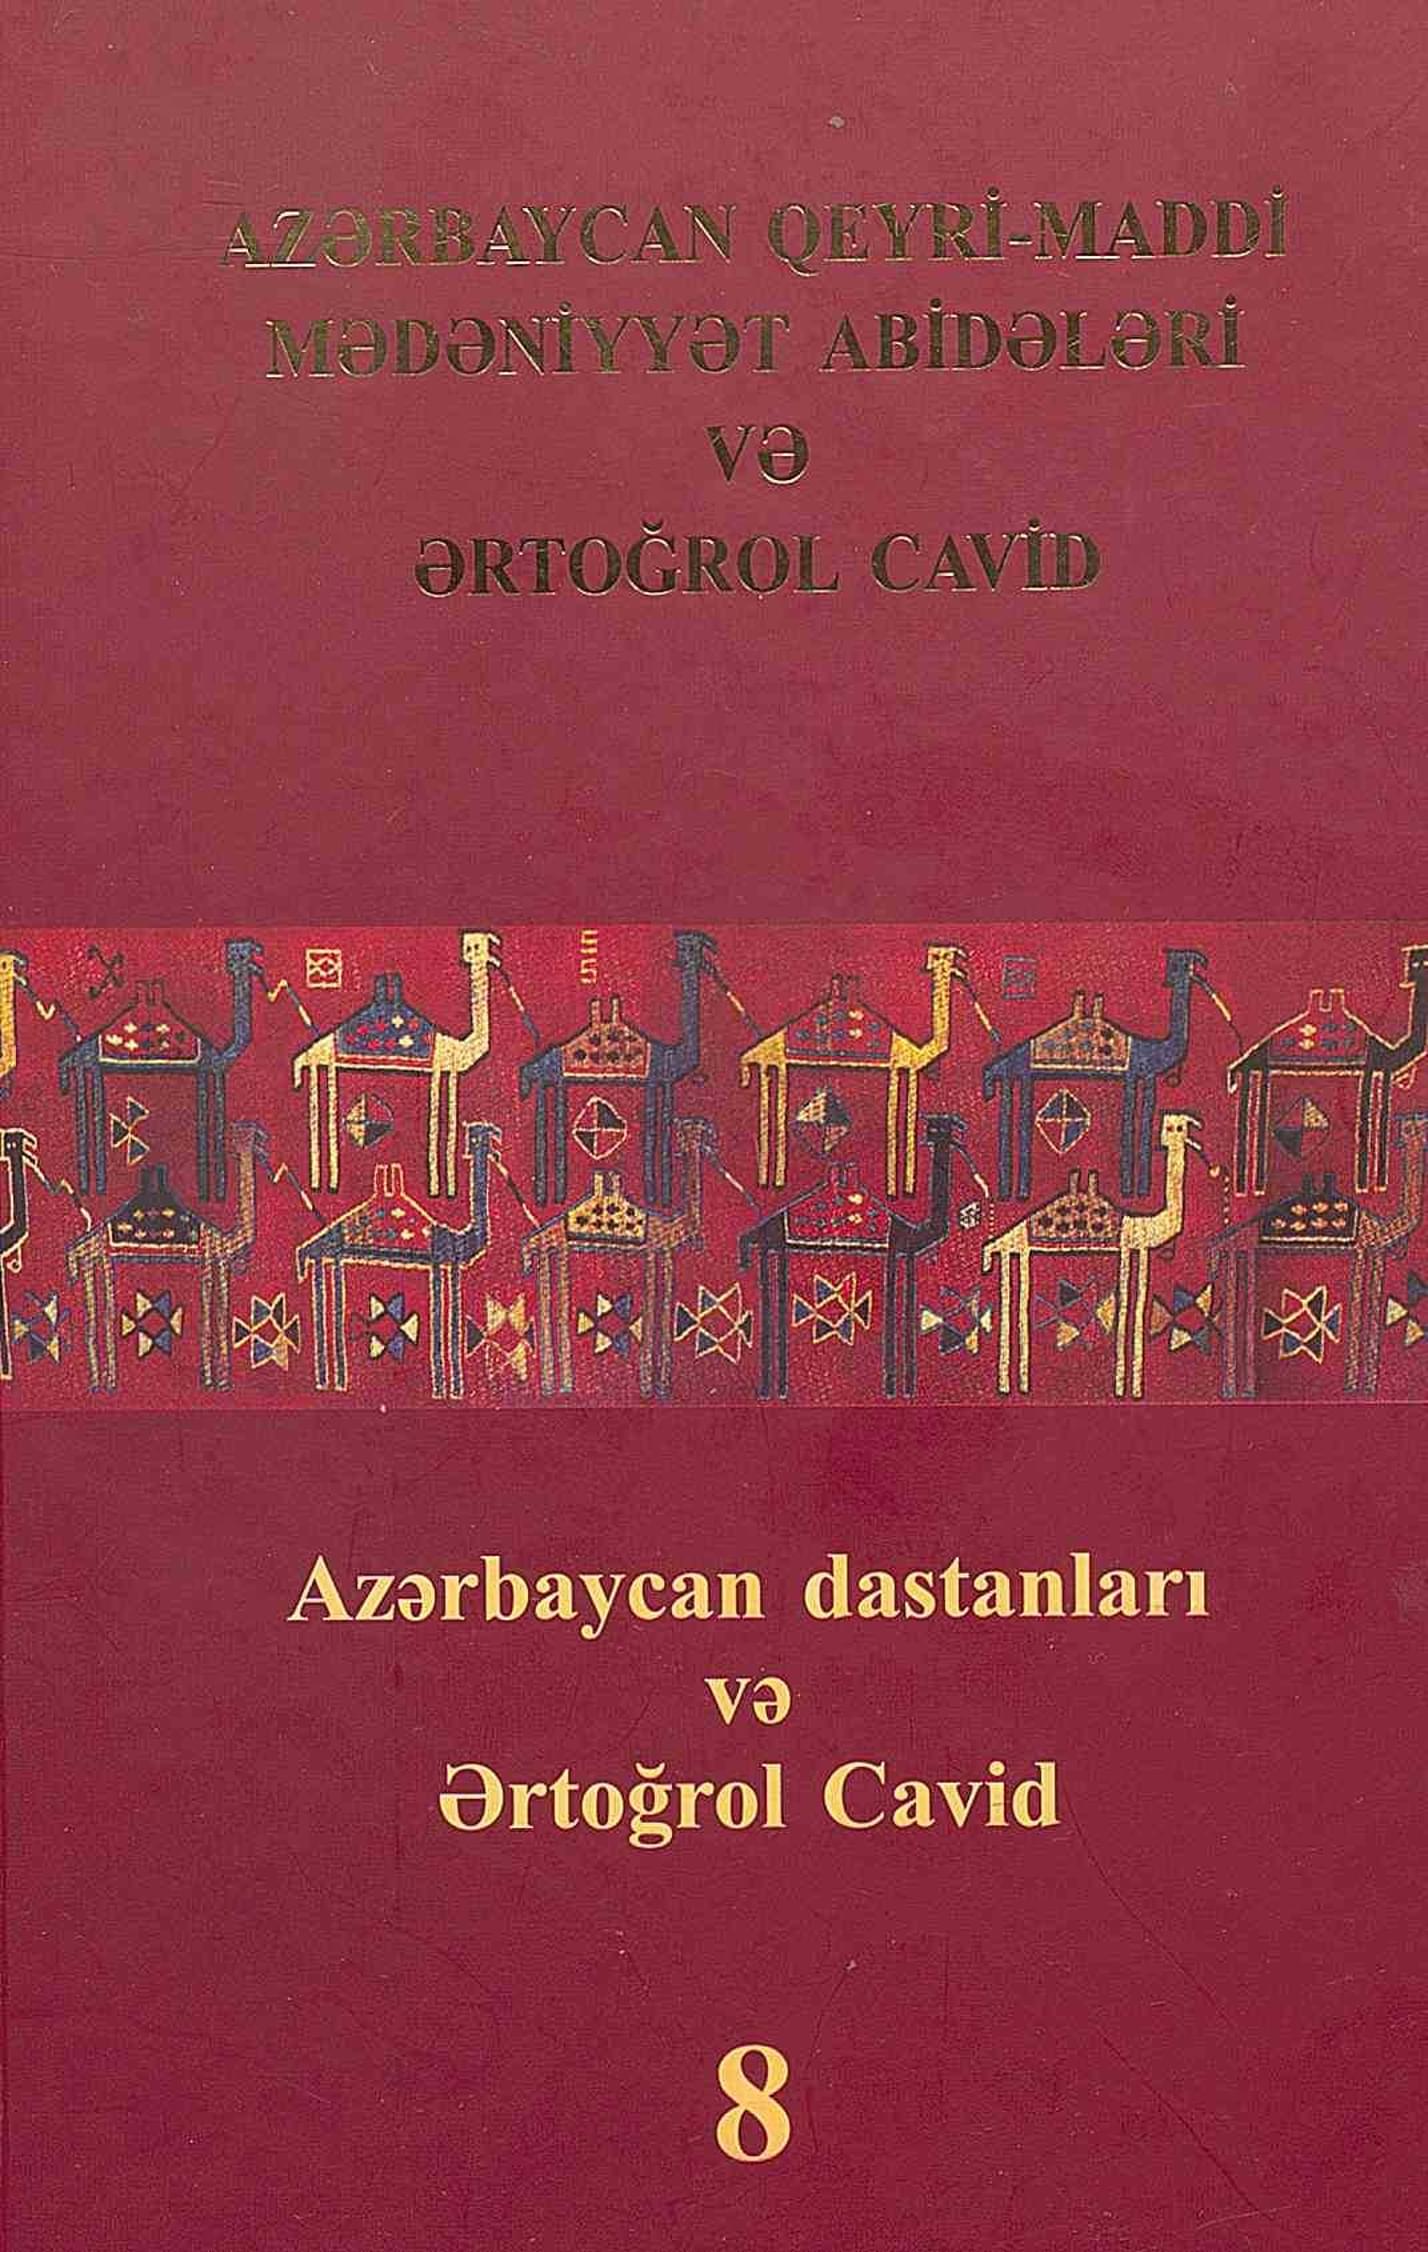 AZƏRBAYCAN QEYRİ-MADDİ
MƏDƏNİYYƏT ABİDƏLƏRİ
VƏ
ƏRTOĞROL CAVİD
Azərbaycan dastanları
və
Ərtoğrol Cavid
8